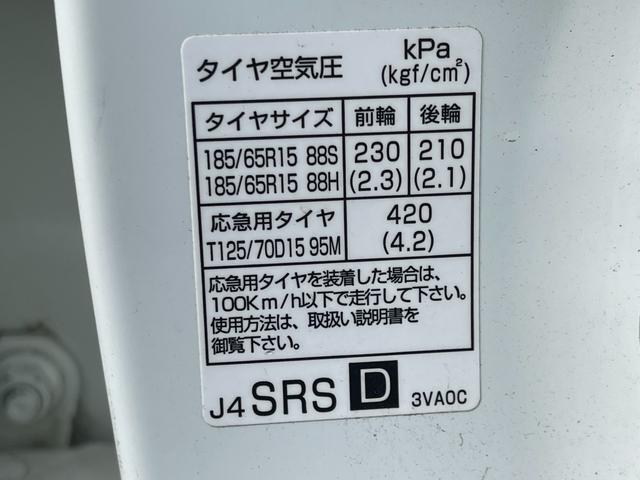 タイヤ空気圧 kPa
(kgf/cm²)
タイヤサイズ 前輪 後輪
185/65R15 88S 230 210
185/65R15 88H (2.3) (2.1)
応急用タイヤ 420
T125/70D15 95M (4.2)
応急用タイヤを装着した場合は、
100Km/h以下で走行して下さい。
使用方法は、取扱い説明書を
御覧下さい。
J4 SRS D 3VA0C